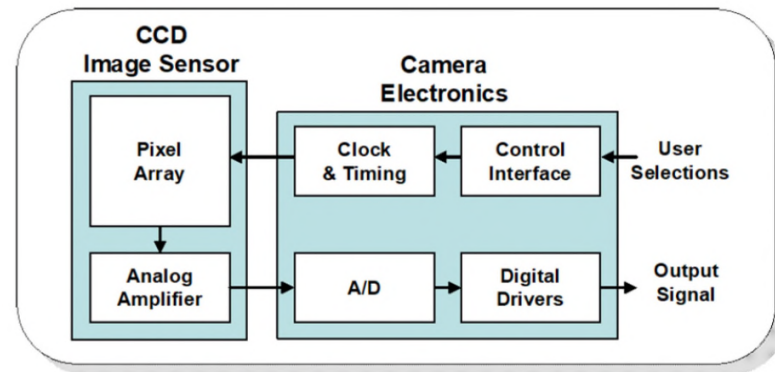 CCD
Image Sensor
Camera
Electronics
Pixel
Array
Clock
& Timing
Control
Interface
User
Selections
Analog
Amplifier
A/D
Digital
Drivers
Output
Signal